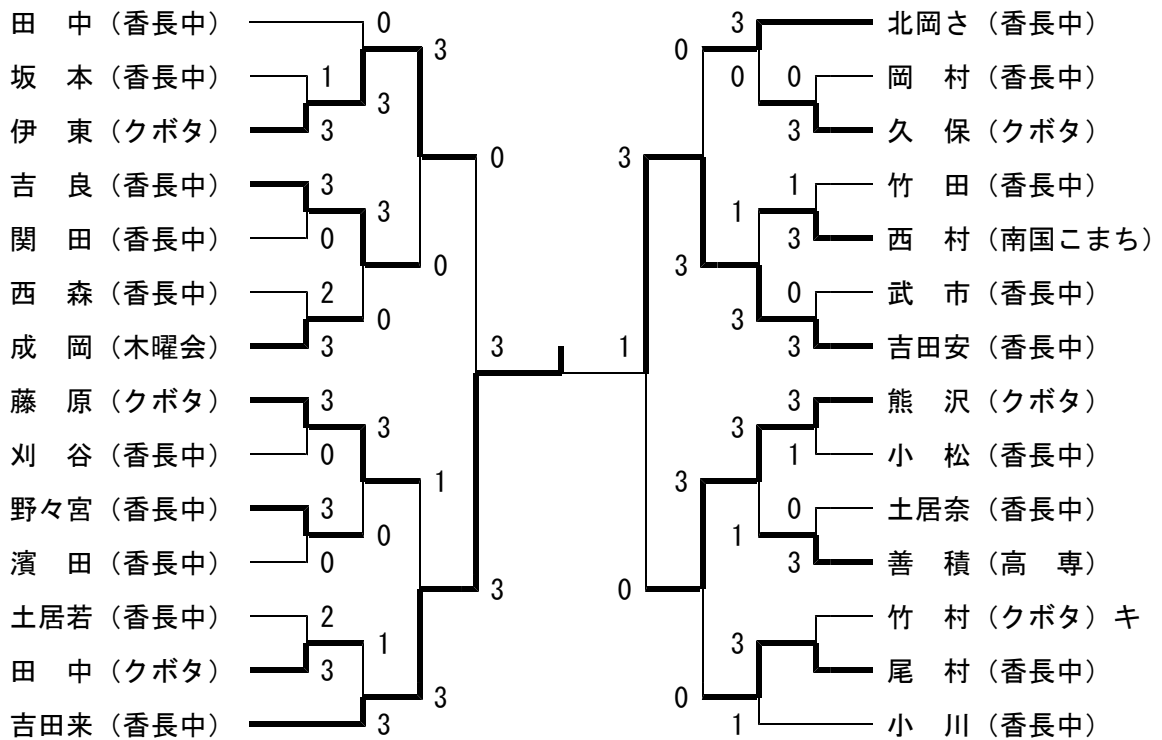 田　中（香長中）
0
3
坂　本（香長中）
1
3
伊　東（クボタ）
3
0
吉　良（香長中）
3
3
関　田（香長中）
0
0
西　森（香長中）
2
0
成　岡（木曜会）
3
3
藤　原（クボタ）
3
3
刈　谷（香長中）
0
1
野々宮（香長中）
3
0
濱　田（香長中）
0
3
土居若（香長中）
2
1
田　中（クボタ）
3
3
吉田来（香長中）
3
3
北岡さ（香長中）
0
0
0
岡　村（香長中）
3
久　保（クボタ）
3
1
竹　田（香長中）
1
3
西　村（南国こまち）
3
0
武　市（香長中）
3
1
3
吉田安（香長中）
3
熊　沢（クボタ）
3
1
小　松（香長中）
3
0
土居奈（香長中）
1
3
善　積（高　専）
0
竹　村（クボタ）キ
3
尾　村（香長中）
0
1
小　川（香長中）